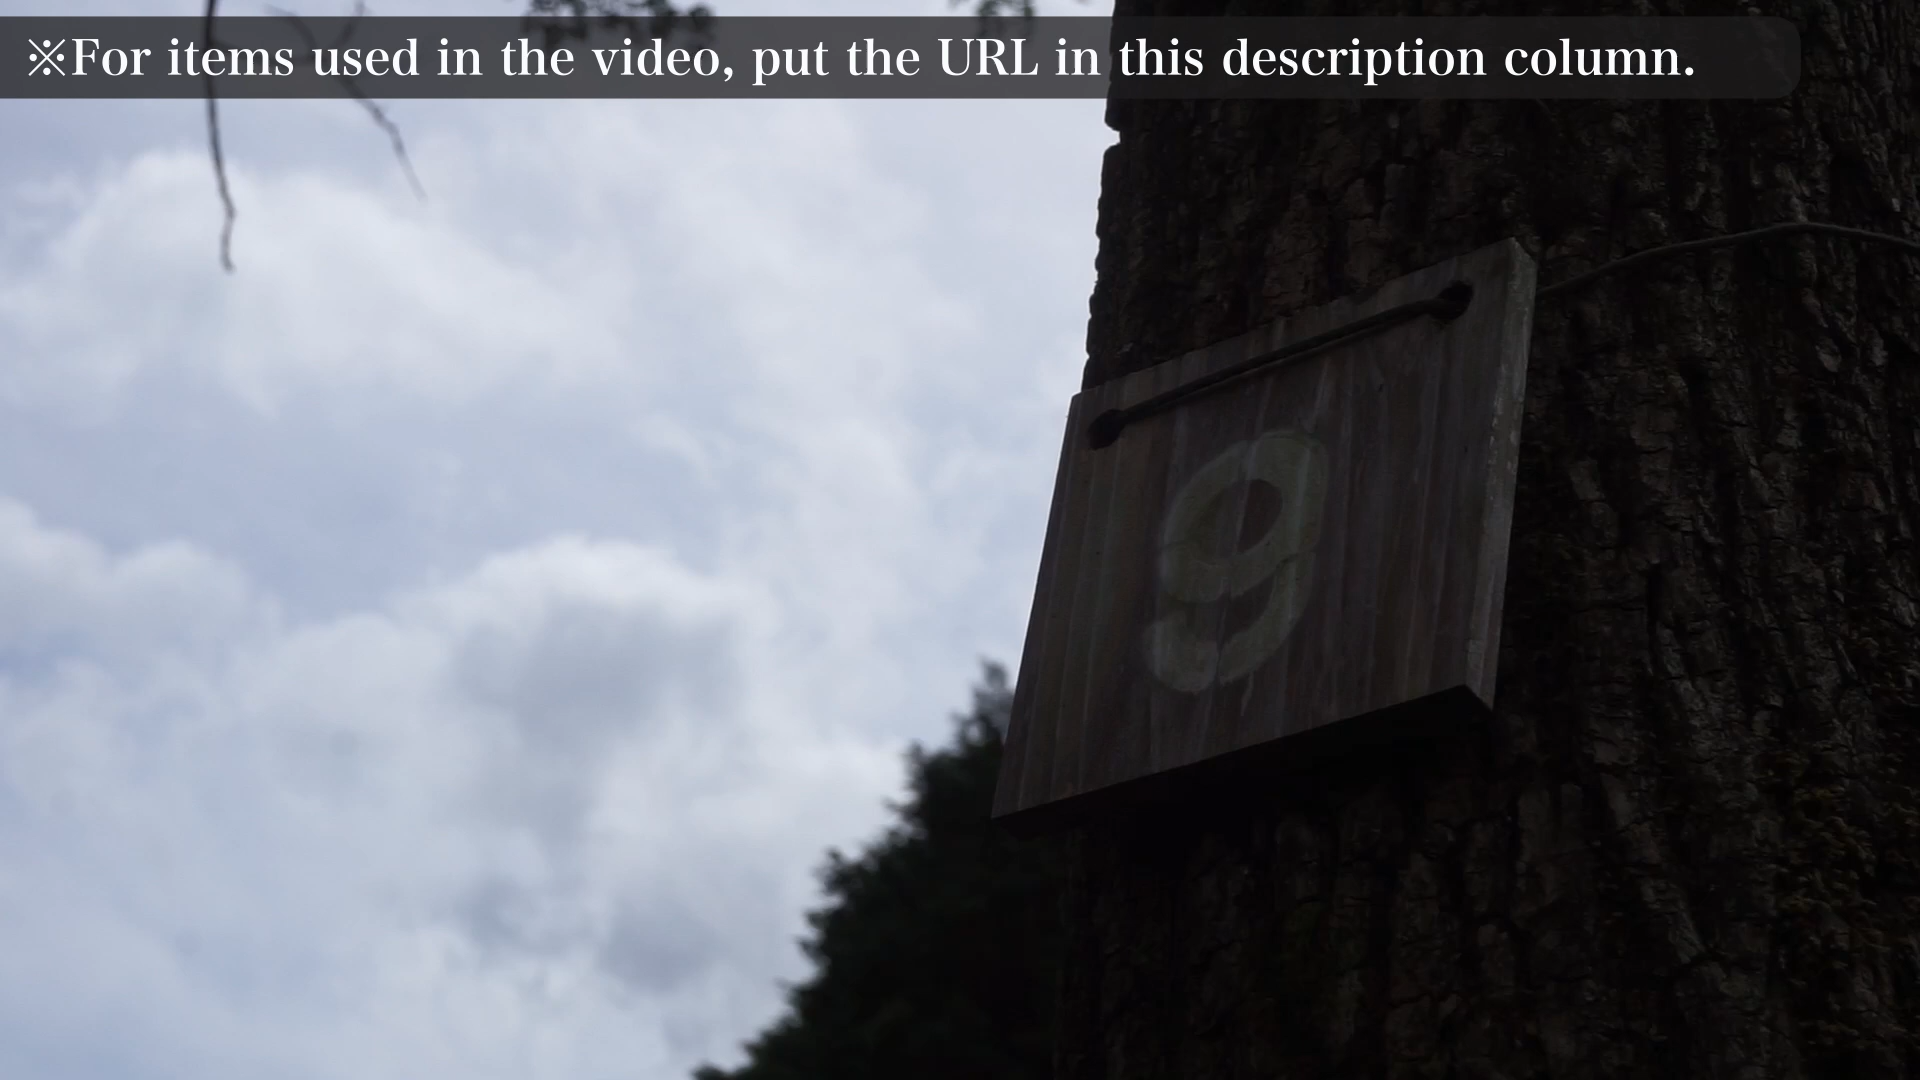 ※For items used in the video, put the URL in this description column.
9